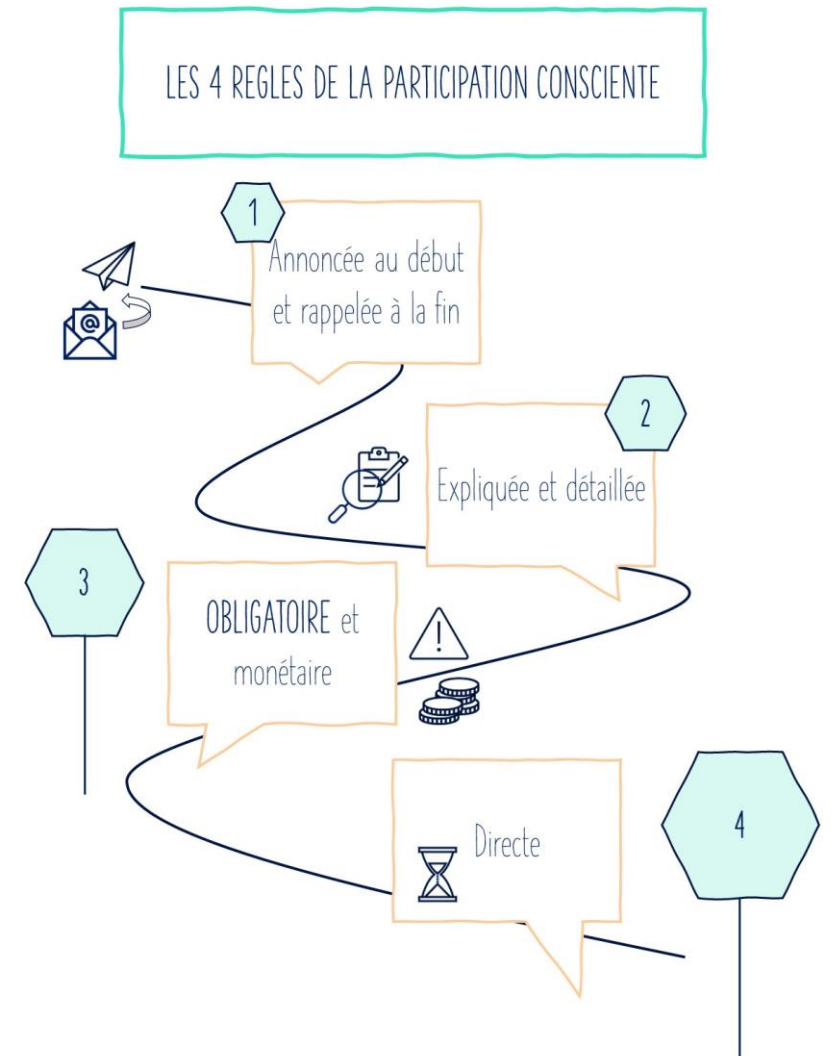 LES 4 REGLES DE LA PARTICIPATION CONSCIENTE
1
Annoncée au début
et rappelée à la fin
@
2
Expliquée et détaillée
3
OBLIGATOIRE et
monétaire
!
4
Directe